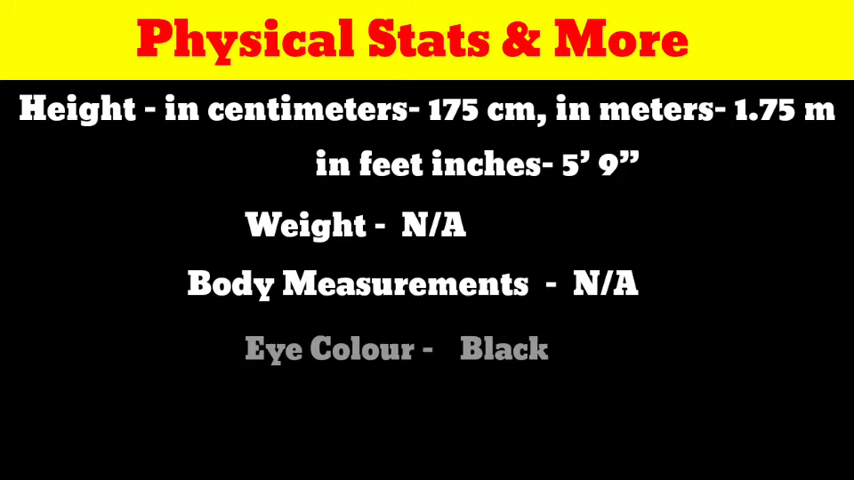 Physical Stats & More
Height - in centimeters- 175 cm, in meters- 1.75 m
in feet inches- 5’ 9”
Weight - N/A
Body Measurements - N/A
Eye Colour - Black